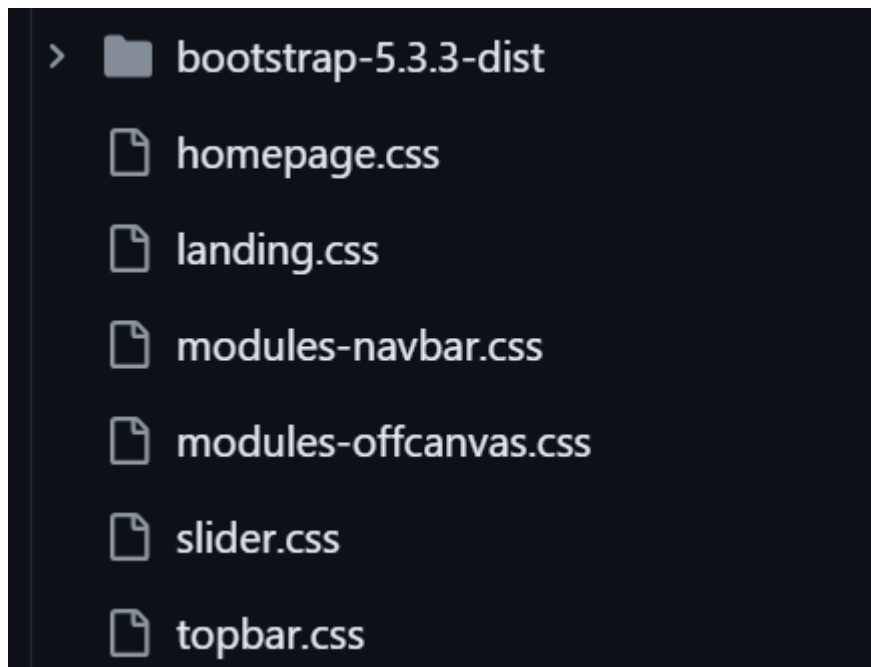 bootstrap-5.3.3-dist
homepage.css
landing.css
modules-navbar.css
modules-offcanvas.css
slider.css
topbar.css